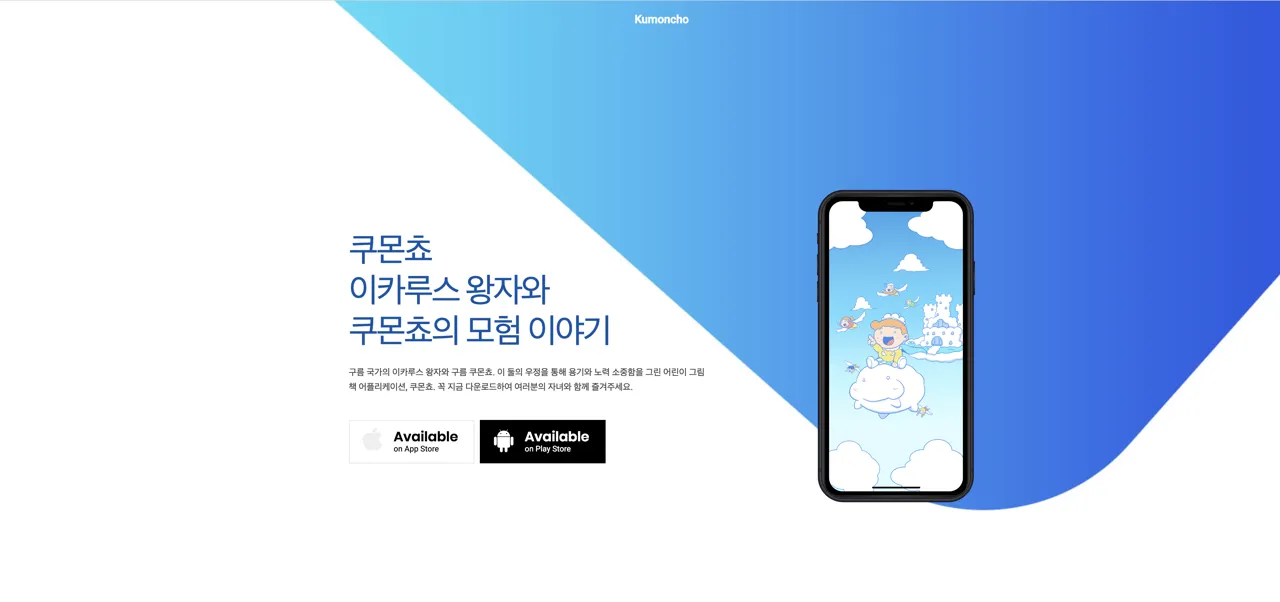 Kumoncho
쿠몬쵸
이카루스 왕자와
쿠몬쵸의 모험 이야기
구름 국가의 이카루스 왕자와 구름 쿠몬쵸. 이 둘의 우정을 통해 용기와 노력 소중함을 그린 어린이 그림
책 어플리케이션, 쿠몬쵸. 꼭 지금 다운로드하여 여러분의 자녀와 함께 즐겨주세요.
Available
on App Store
Available
on Play Store